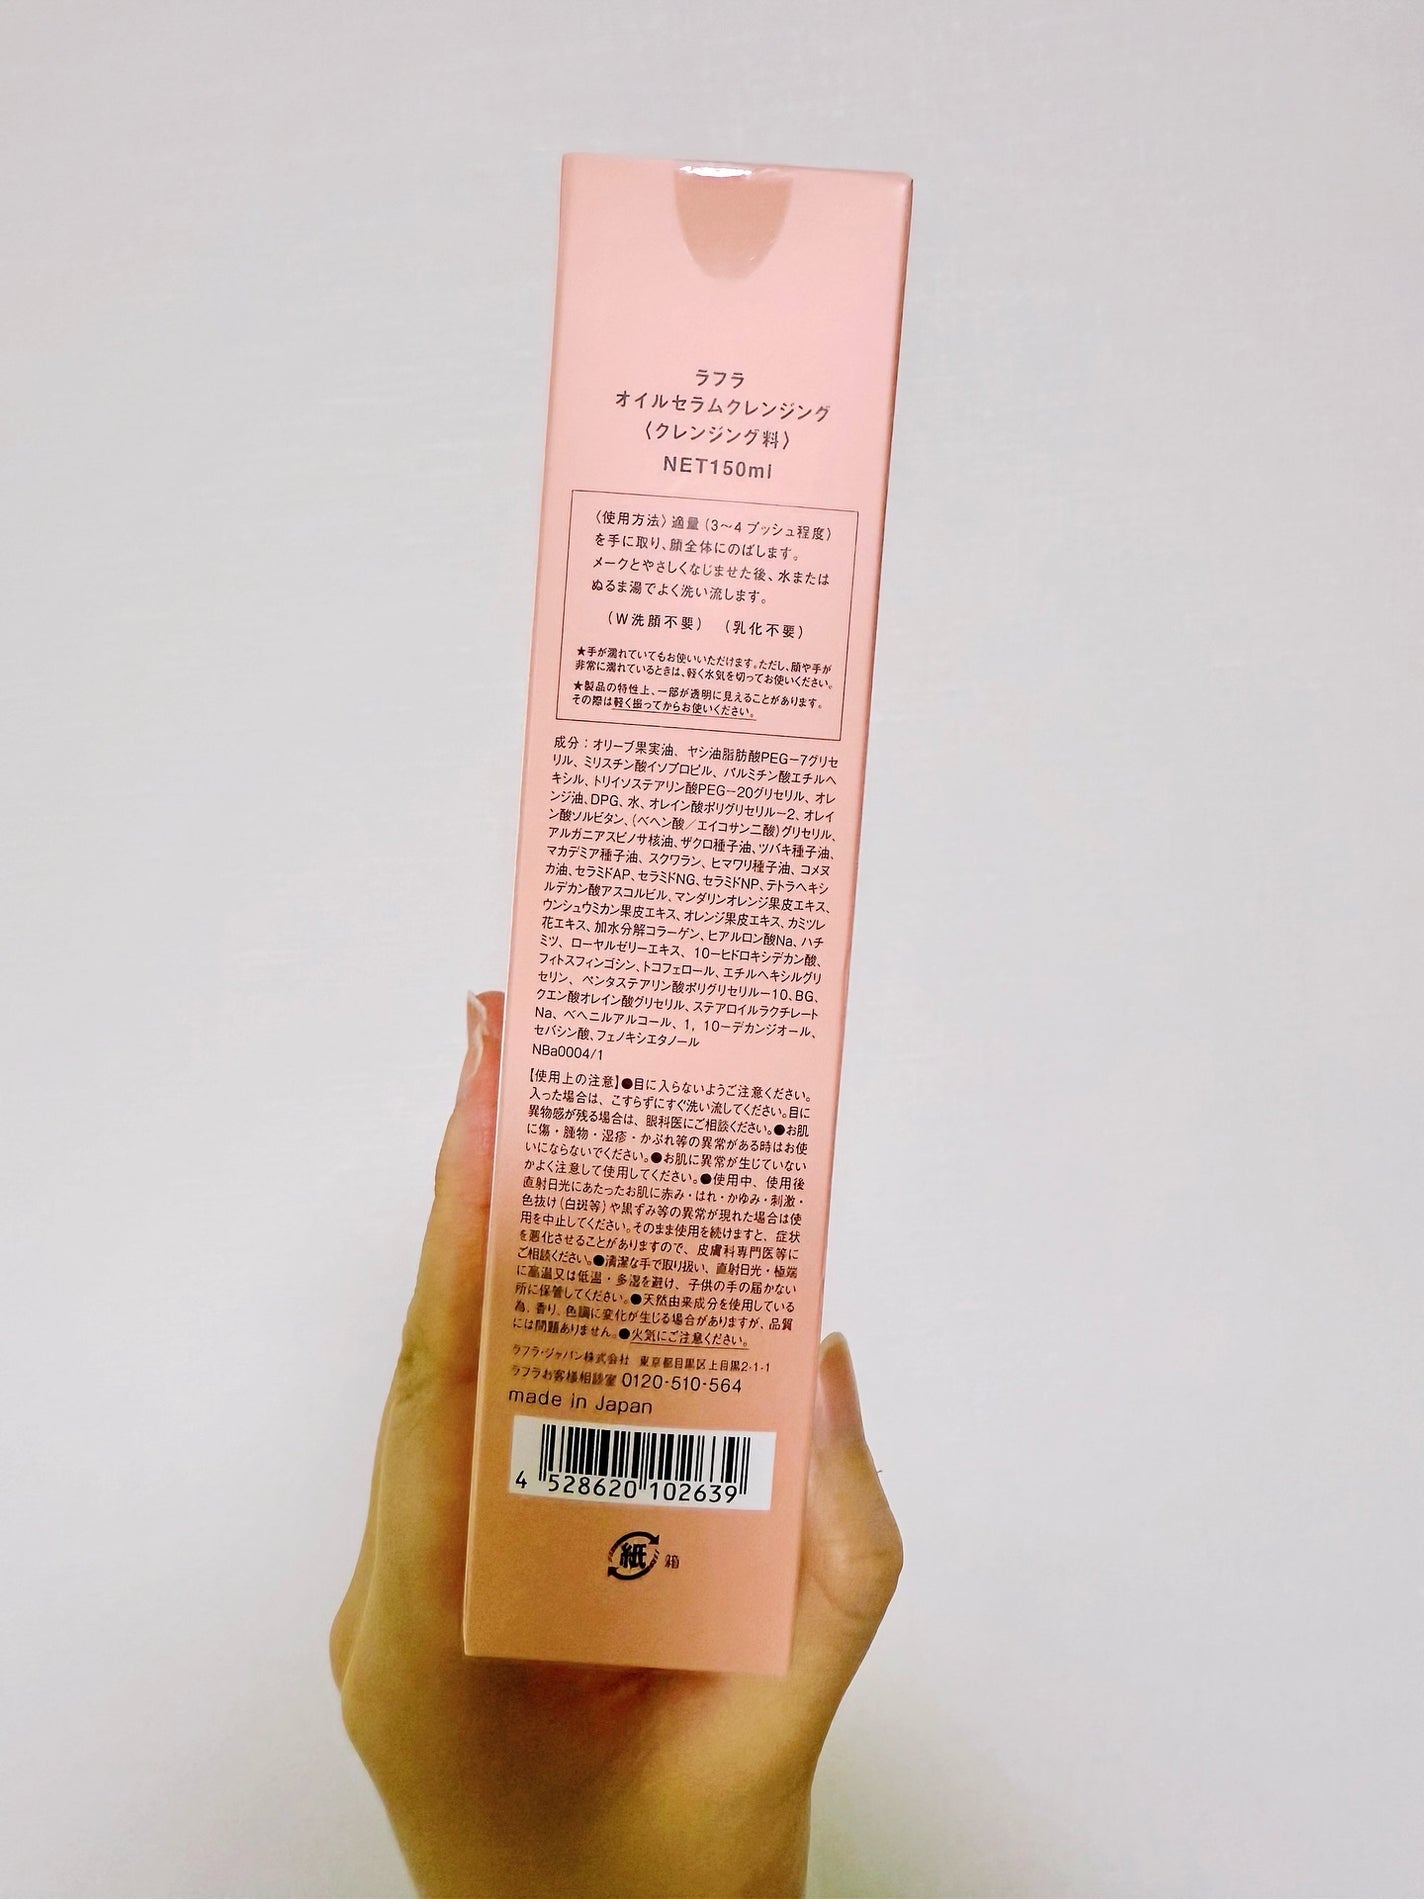 ラフラ
オイルセラムクレンジング
〈クレンジング料〉
NET150ml
〈使用方法〉適量（3〜4プッシュ程度）
を手に取り、顔全体にのばします。
メークとやさしくなじませた後、水または
ぬるま湯でよく洗い流します。
（W洗顔不要）　（乳化不要）
★手が濡れていてもお使いいただけます。ただし、顔や手が
非常に濡れているときは、軽く水気を切ってお使いください。
★製品の特性上、一部が透明に見えることがあります。
その際は軽く振ってからお使いください。
成分：オリーブ果実油、ヤシ油脂肪酸PEG−7グリセ
リル、ミリスチン酸イソプロピル、パルミチン酸エチルヘ
キシル、トリイソステアリン酸PEG−20グリセリル、オレ
ンジ油、DPG、水、オレイン酸ポリグリセリル−2、オレイ
ン酸ソルビタン、（ベヘン酸／エイコサン二酸）グリセリル、
アルガニアスピノサ核油、ザクロ種子油、ツバキ種子油、
マカデミア種子油、スクワラン、ヒマワリ種子油、コメヌ
カ油、セラミドAP、セラミドNG、セラミドNP、テトラヘキシ
ルデカン酸アスコルビル、マンダリンオレンジ果皮エキス、
ウンシュウミカン果皮エキス、オレンジ果皮エキス、カミツレ
花エキス、加水分解コラーゲン、ヒアルロン酸Na、ハチ
ミツ、ローヤルゼリーエキス、10−ヒドロキシデカン酸、
フィトスフィンゴシン、トコフェロール、エチルヘキシルグリ
セリン、ペンタステアリン酸ポリグリセリル−10、BG、
クエン酸オレイン酸グリセリル、ステアロイルラクチレート
Na、ベヘニルアルコール、1，10−デカンジオール、
セバシン酸、フェノキシエタノール
NBa0004/1
【使用上の注意】●目に入らないようご注意ください。
入った場合は、こすらずにすぐ洗い流してください。目に
異物感が残る場合は、眼科医にご相談ください。●お肌
に傷・腫物・湿疹・かぶれ等の異常がある時はお使
いにならないでください。●お肌に異常が生じていない
かよく注意して使用してください。●使用中、使用後
直射日光にあたったお肌に赤み・はれ・かゆみ・刺激・
色抜け（白斑等）や黒ずみ等の異常が現れた場合は使
用を中止してください。そのまま使用を続けますと、症状
を悪化させることがありますので、皮膚科専門医等に
ご相談ください。●清潔な手で取り扱い、直射日光・極端
に高温又は低温・多湿を避け、子供の手の届かない
所に保管してください。●天然由来成分を使用している
為、香り、色調に変化が生じる場合がありますが、品質
には問題ありません。●火気にご注意ください。
ラフラ・ジャパン株式会社　東京都目黒区上目黒2-1-1
ラフラお客様相談室 0120-510-564
made in Japan
4 528620 102639
紙 箱